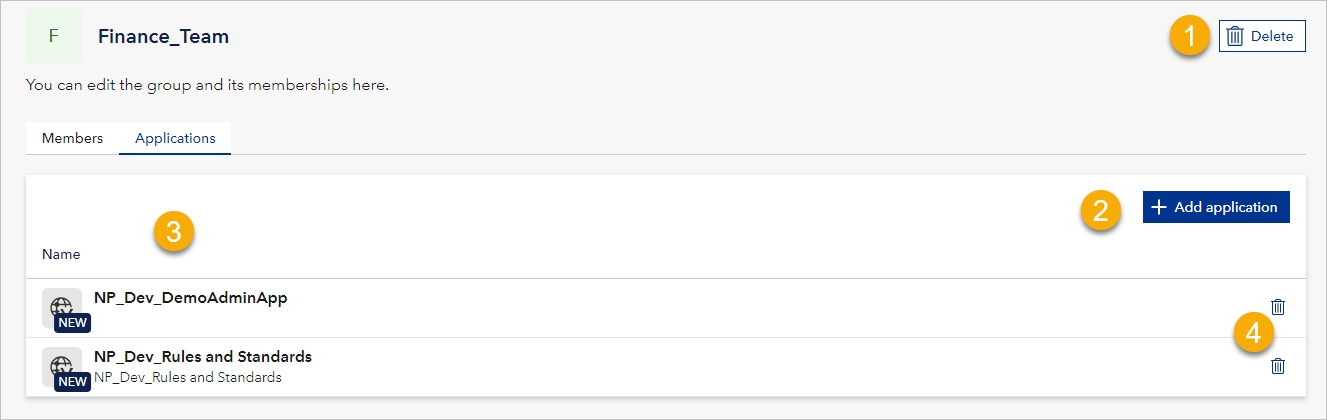 F
Finance_Team
1
Delete
You can edit the group and its memberships here.
Members
Applications
2
+ Add application
3
Name
NP_Dev_DemoAdminApp
NEW
4
NP_Dev_Rules and Standards
NP_Dev_Rules and Standards
NEW